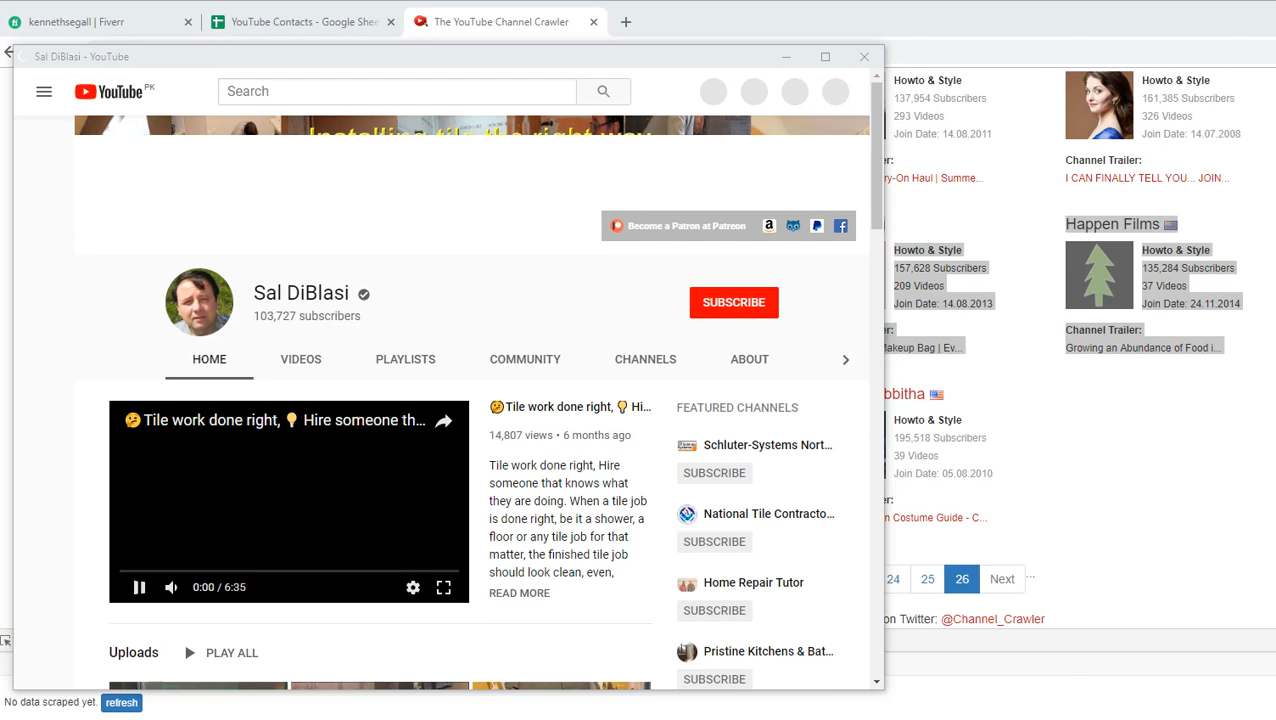 kennethsegall | Fiverr
YouTube Contacts - Google Shee
The YouTube Channel Crawler
Sal DiBlasi - YouTube
YouTube PK
Search
Installing tile the right way
Become a Patron at Patreon
Sal DiBlasi
103,727 subscribers
SUBSCRIBE
HOME VIDEOS PLAYLISTS COMMUNITY CHANNELS ABOUT
🤔Tile work done right, 💡 Hire someone th...
0:00 / 6:35
🤔Tile work done right, 💡 Hi...
14,807 views • 6 months ago
Tile work done right, Hire
someone that knows what
they are doing. When a tile job
is done right, be it a shower, a
floor or any tile job for that
matter, the finished tile job
should look clean, even,
READ MORE
FEATURED CHANNELS
Schluter-Systems Nort...
SUBSCRIBE
National Tile Contracto...
SUBSCRIBE
Home Repair Tutor
SUBSCRIBE
Pristine Kitchens & Bat...
SUBSCRIBE
Uploads
PLAY ALL
Howto & Style
137,954 Subscribers
293 Videos
Join Date: 14.08.2011
er:
ry-On Haul | Summe...
Howto & Style
161,385 Subscribers
326 Videos
Join Date: 14.07.2008
Channel Trailer:
I CAN FINALLY TELL YOU... JOIN...
Howto & Style
157,628 Subscribers
209 Videos
Join Date: 14.08.2013
er:
Makeup Bag | Ev...
Happen Films
Howto & Style
135,284 Subscribers
37 Videos
Join Date: 24.11.2014
Channel Trailer:
Growing an Abundance of Food i...
bbitha
Howto & Style
195,518 Subscribers
39 Videos
Join Date: 05.08.2010
er:
n Costume Guide - C...
24 25 26 Next ...
on Twitter: @Channel_Crawler
No data scraped yet. refresh